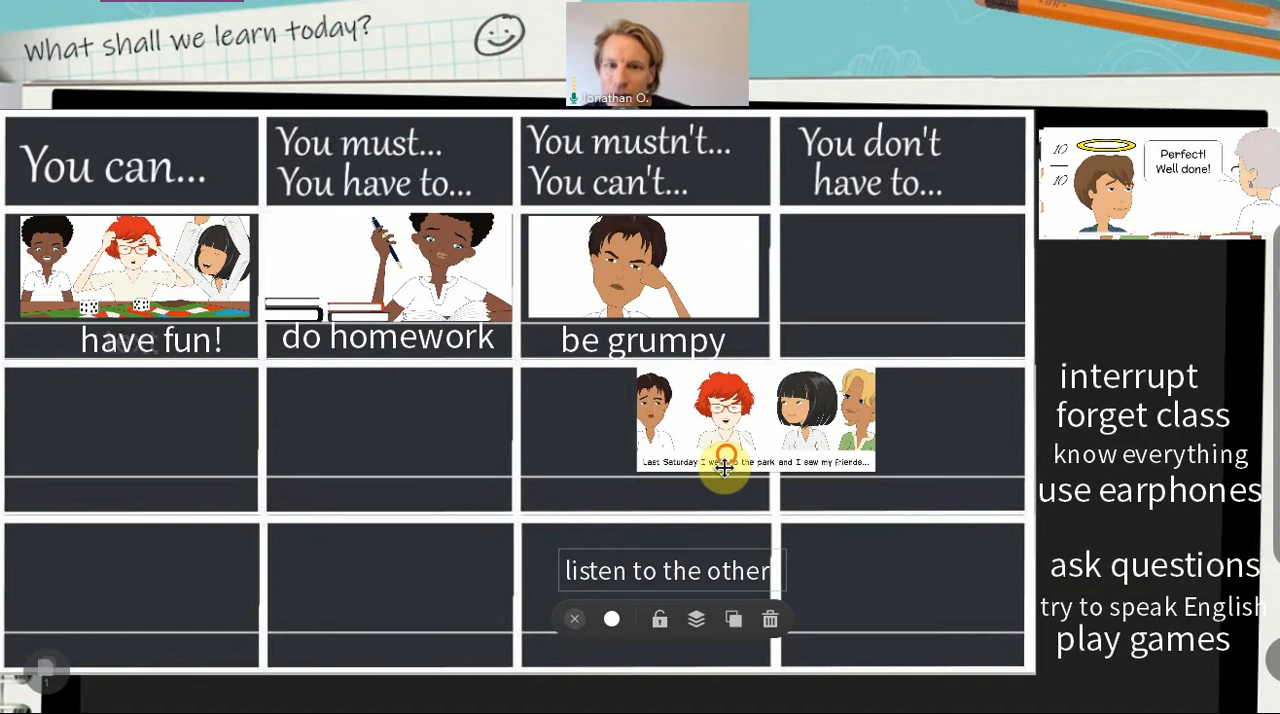 What shall we learn today?
Jonathan O.
You can...
You must...
You have to...
You mustn't...
You can't...
You don't
have to...
10
10
Perfect!
Well done!
have fun!
do homework
be grumpy
Last Saturday I the park and I saw my friends...
interrupt
forget class
know everything
use earphones
listen to the other
ask questions
try to speak English
play games
1